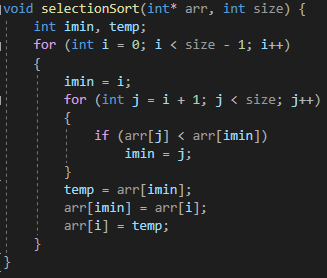 void selectionSort(int* arr, int size) {
    int imin, temp;
    for (int i = 0; i < size - 1; i++)
    {
        imin = i;
        for (int j = i + 1; j < size; j++)
        {
            if (arr[j] < arr[imin])
                imin = j;
        }
        temp = arr[imin];
        arr[imin] = arr[i];
        arr[i] = temp;
    }
}